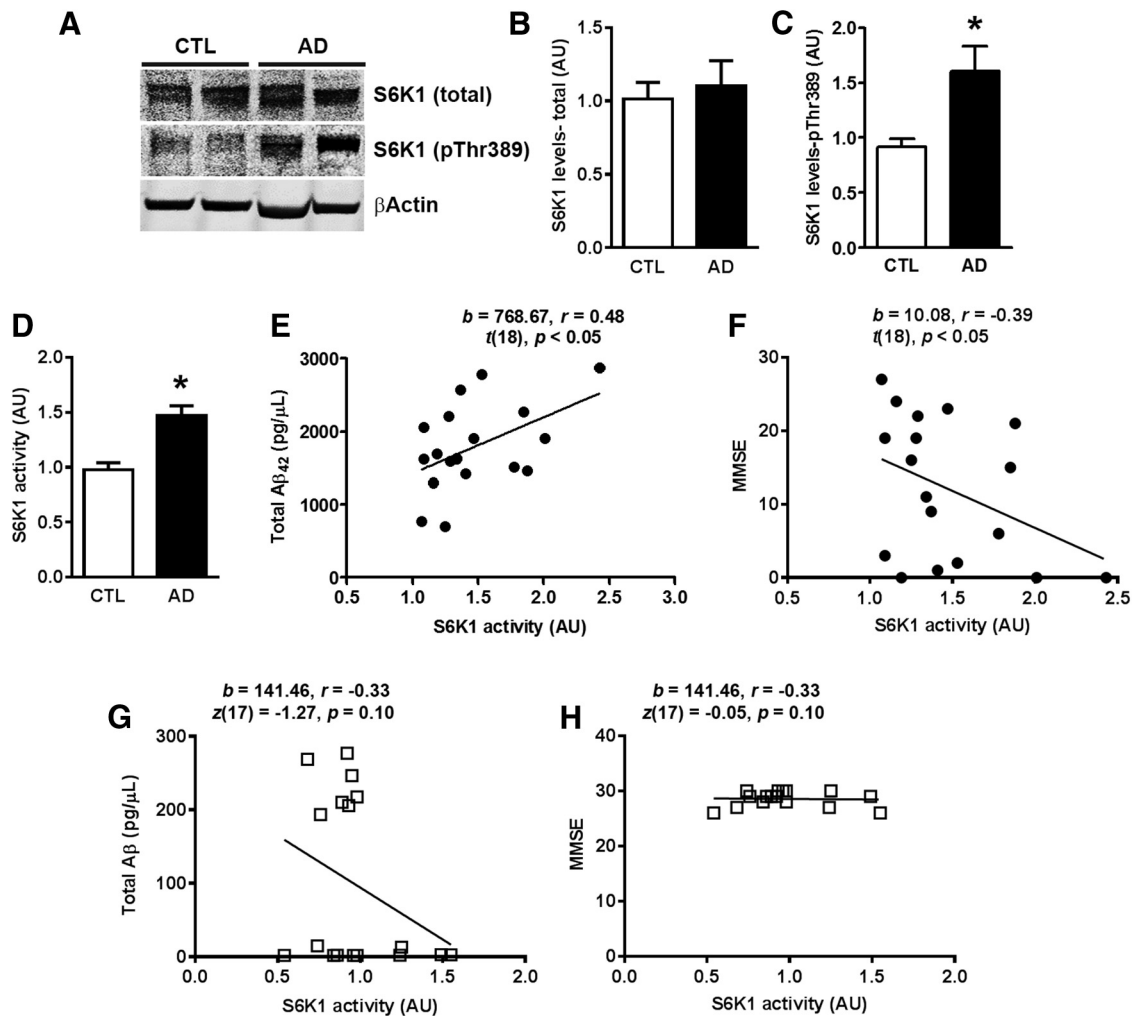 A
CTL AD
S6K1 (total)
S6K1 (pThr389)
βActin
B
S6K1 levels- total (AU)
1.5
1.0
0.5
0.0
CTL AD
C
S6K1 levels-pThr389 (AU)
2.0
1.5
1.0
0.5
0.0
*
CTL AD
D
S6K1 activity (AU)
2.0
1.5
1.0
0.5
0.0
*
CTL AD
E
b = 768.67, r = 0.48
t(18), p < 0.05
Total Aβ42 (pg/μL)
3000
2000
1000
0
0.5 1.0 1.5 2.0 2.5 3.0
S6K1 activity (AU)
F
b = 10.08, r = -0.39
t(18), p < 0.05
MMSE
30
20
10
0
0.5 1.0 1.5 2.0 2.5
S6K1 activity (AU)
G
b = 141.46, r = -0.33
z(17) = -1.27, p = 0.10
Total Aβ (pg/μL)
300
200
100
0
0.0 0.5 1.0 1.5 2.0
S6K1 activity (AU)
H
b = 141.46, r = -0.33
z(17) = -0.05, p = 0.10
MMSE
40
30
20
10
0
0.0 0.5 1.0 1.5 2.0
S6K1 activity (AU)